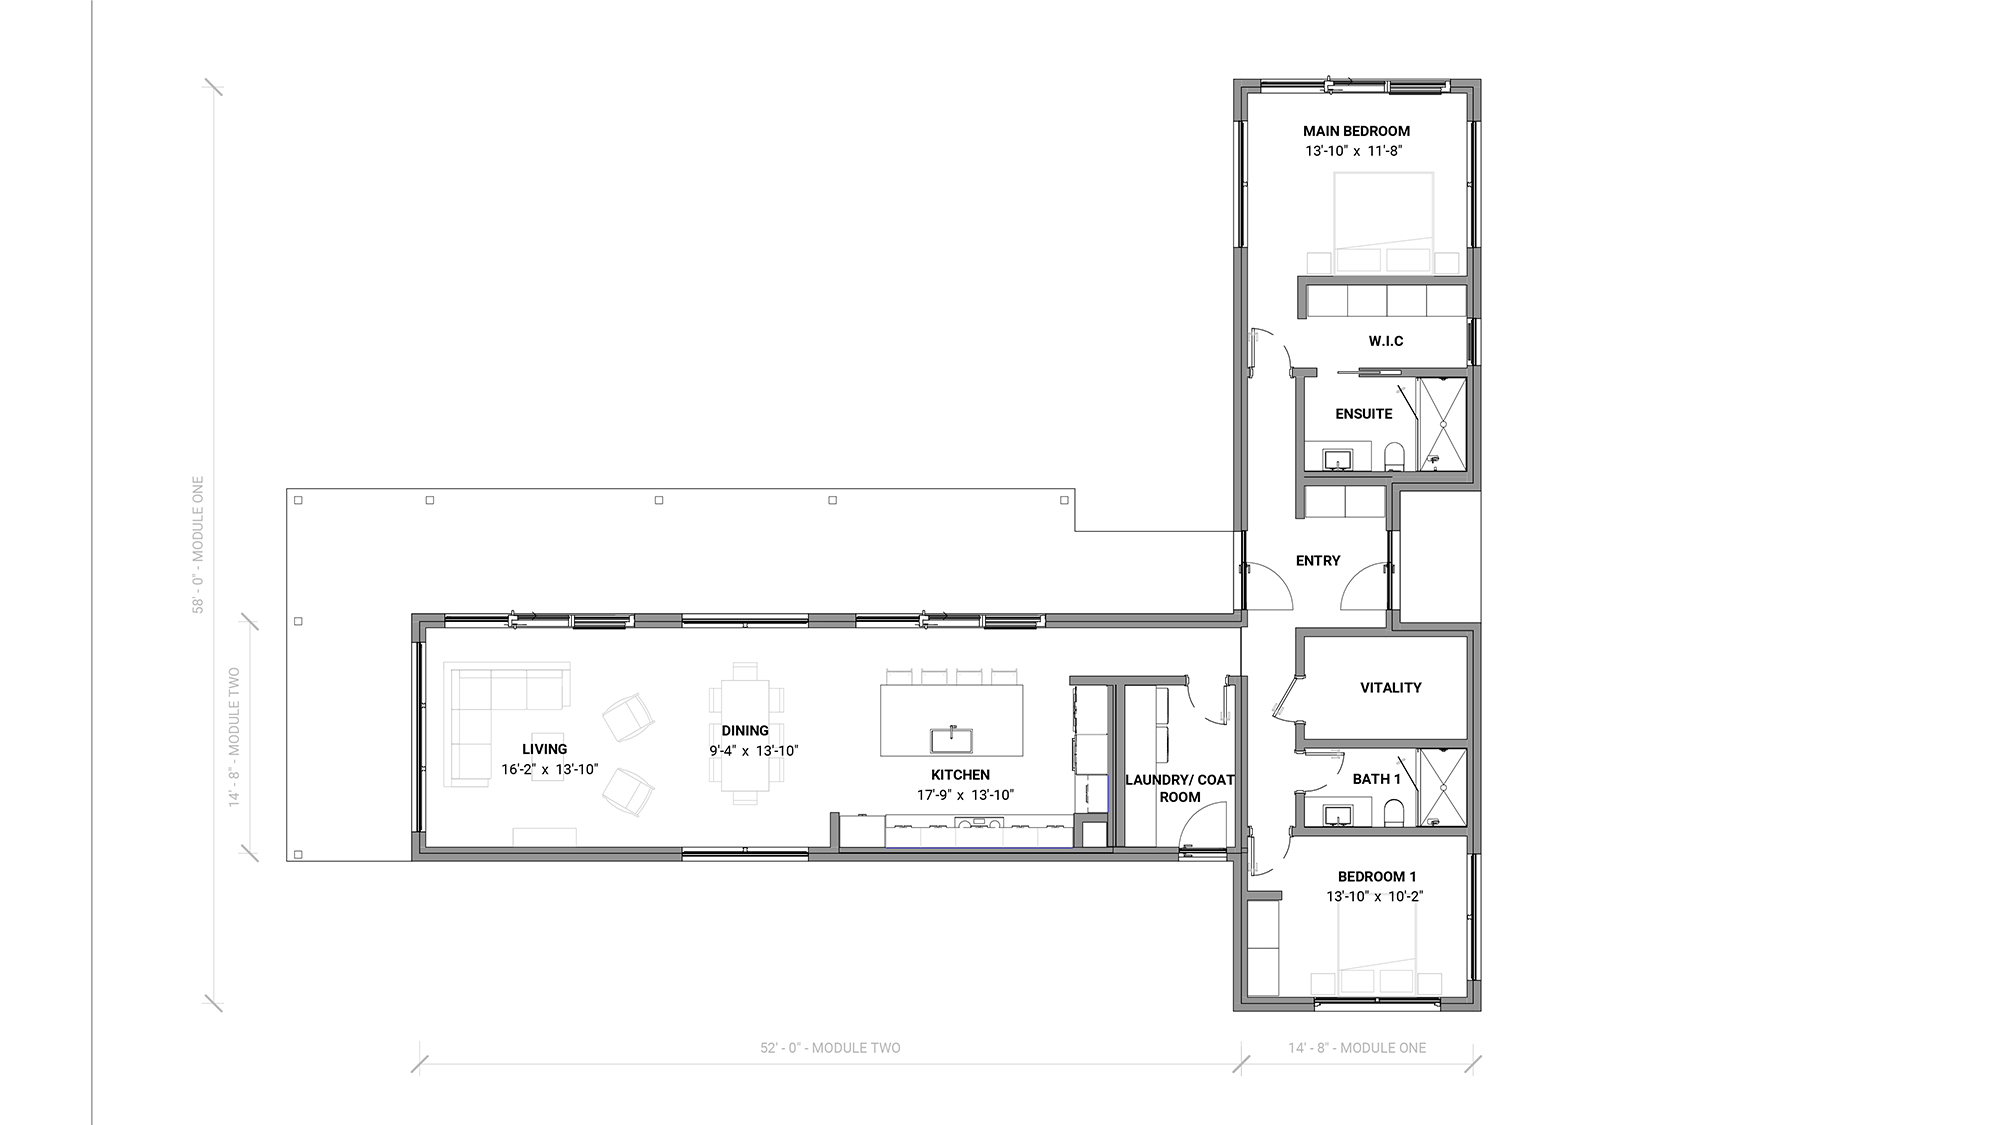 MAIN BEDROOM
13'-10" x 11'-8"
W.I.C
ENSUITE
58' - 0" - MODULE ONE
ENTRY
14' - 8" - MODULE TWO
VITALITY
LIVING
16'-2" x 13'-10"
DINING
9'-4" x 13'-10"
KITCHEN
17'-9" x 13'-10"
LAUNDRY/ COAT
ROOM
BATH 1
BEDROOM 1
13'-10" x 10'-2"
52' - 0" - MODULE TWO
14' - 8" - MODULE ONE